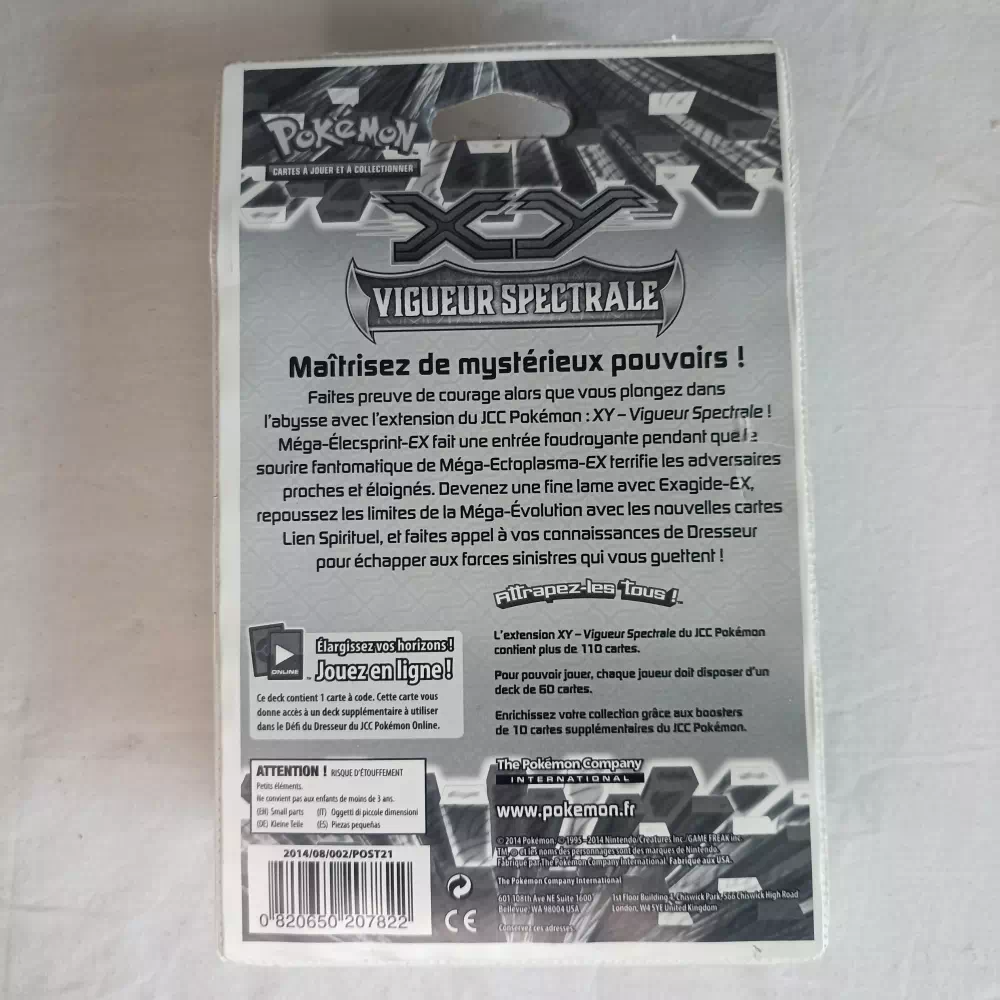 POKéMON
CARTES À JOUER ET À COLLECTIONNER
XY
VIGUEUR SPECTRALE
Maîtrisez de mystérieux pouvoirs !
Faites preuve de courage alors que vous plongez dans
l'abysse avec l'extension du JCC Pokémon : XY – Vigueur Spectrale !
Méga-Élecsprint-EX fait une entrée foudroyante pendant que le
sourire fantomatique de Méga-Ectoplasma-EX terrifie les adversaires
proches et éloignés. Devenez une fine lame avec Exagide-EX,
repoussez les limites de la Méga-Évolution avec les nouvelles cartes
Lien Spirituel, et faites appel à vos connaissances de Dresseur
pour échapper aux forces sinistres qui vous guettent !
Attrapez-les Tous !™
ONLINE ™
Élargissez vos horizons !
Jouez en ligne !
Ce deck contient 1 carte à code. Cette carte vous
donne accès à un deck supplémentaire à utiliser
dans le Défi du Dresseur du JCC Pokémon Online.
L'extension XY – Vigueur Spectrale du JCC Pokémon
contient plus de 110 cartes.
Pour pouvoir jouer, chaque joueur doit disposer d'un
deck de 60 cartes.
Enrichissez votre collection grâce aux boosters
de 10 cartes supplémentaires du JCC Pokémon.
ATTENTION ! RISQUE D'ÉTOUFFEMENT
Petits éléments.
Ne convient pas aux enfants de moins de 3 ans.
(EN) Small parts (IT) Oggetti di piccole dimensioni
(DE) Kleine Teile (ES) Piezas pequeñas
2014/08/002/POST21
0 820650 207822
CE
The Pokémon Company
INTERNATIONAL
www.pokemon.fr
© 2014 Pokémon. © 1995–2014 Nintendo/Creatures Inc./GAME FREAK inc.
TM, ® et les noms des personnages sont des marques de Nintendo.
Fabriqué par The Pokémon Company International. Fabriqué aux USA.
The Pokémon Company International
601 108th Ave NE Suite 1600
Bellevue, WA 98004 USA
1st Floor Building 4, Chiswick Park, 566 Chiswick High Road
London, W4 5YE United Kingdom
Conservez ces adresses.